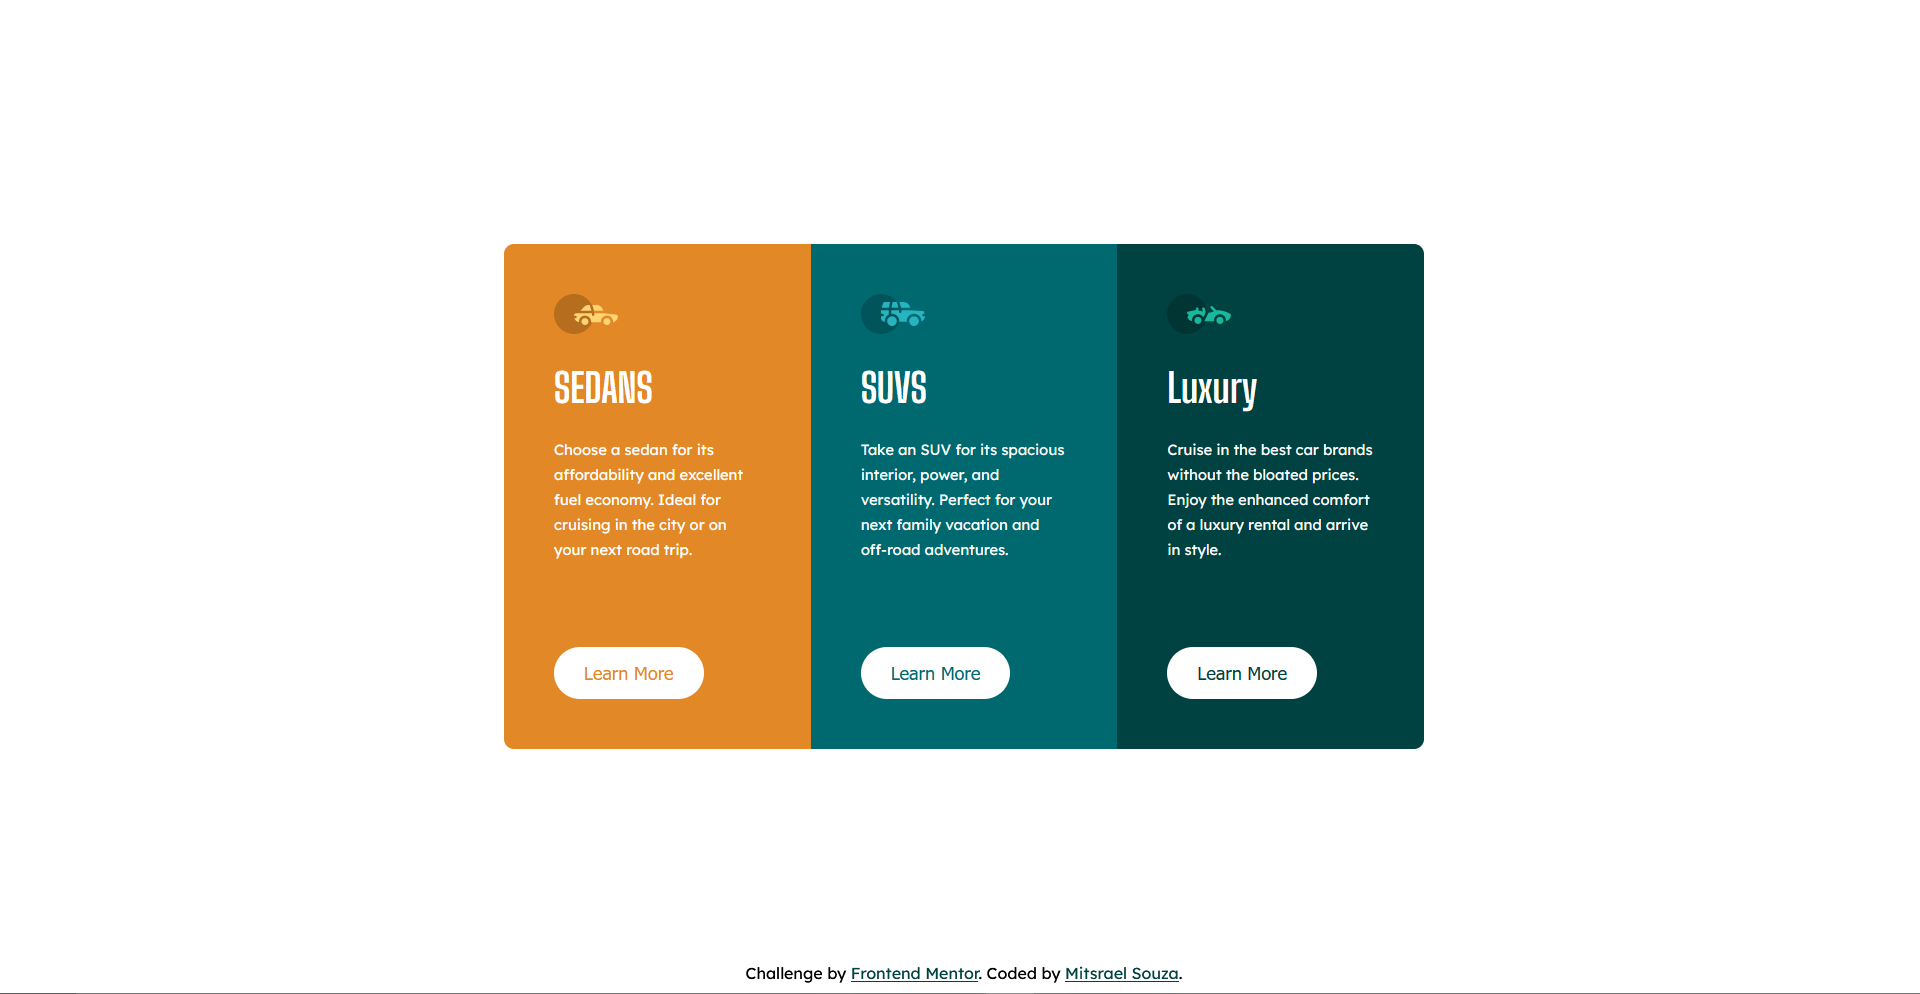 SEDANS
Choose a sedan for its
affordability and excellent
fuel economy. Ideal for
cruising in the city or on
your next road trip.
Learn More
SUVS
Take an SUV for its spacious
interior, power, and
versatility. Perfect for your
next family vacation and
off-road adventures.
Learn More
Luxury
Cruise in the best car brands
without the bloated prices.
Enjoy the enhanced comfort
of a luxury rental and arrive
in style.
Learn More
Challenge by Frontend Mentor. Coded by Mitsrael Souza.